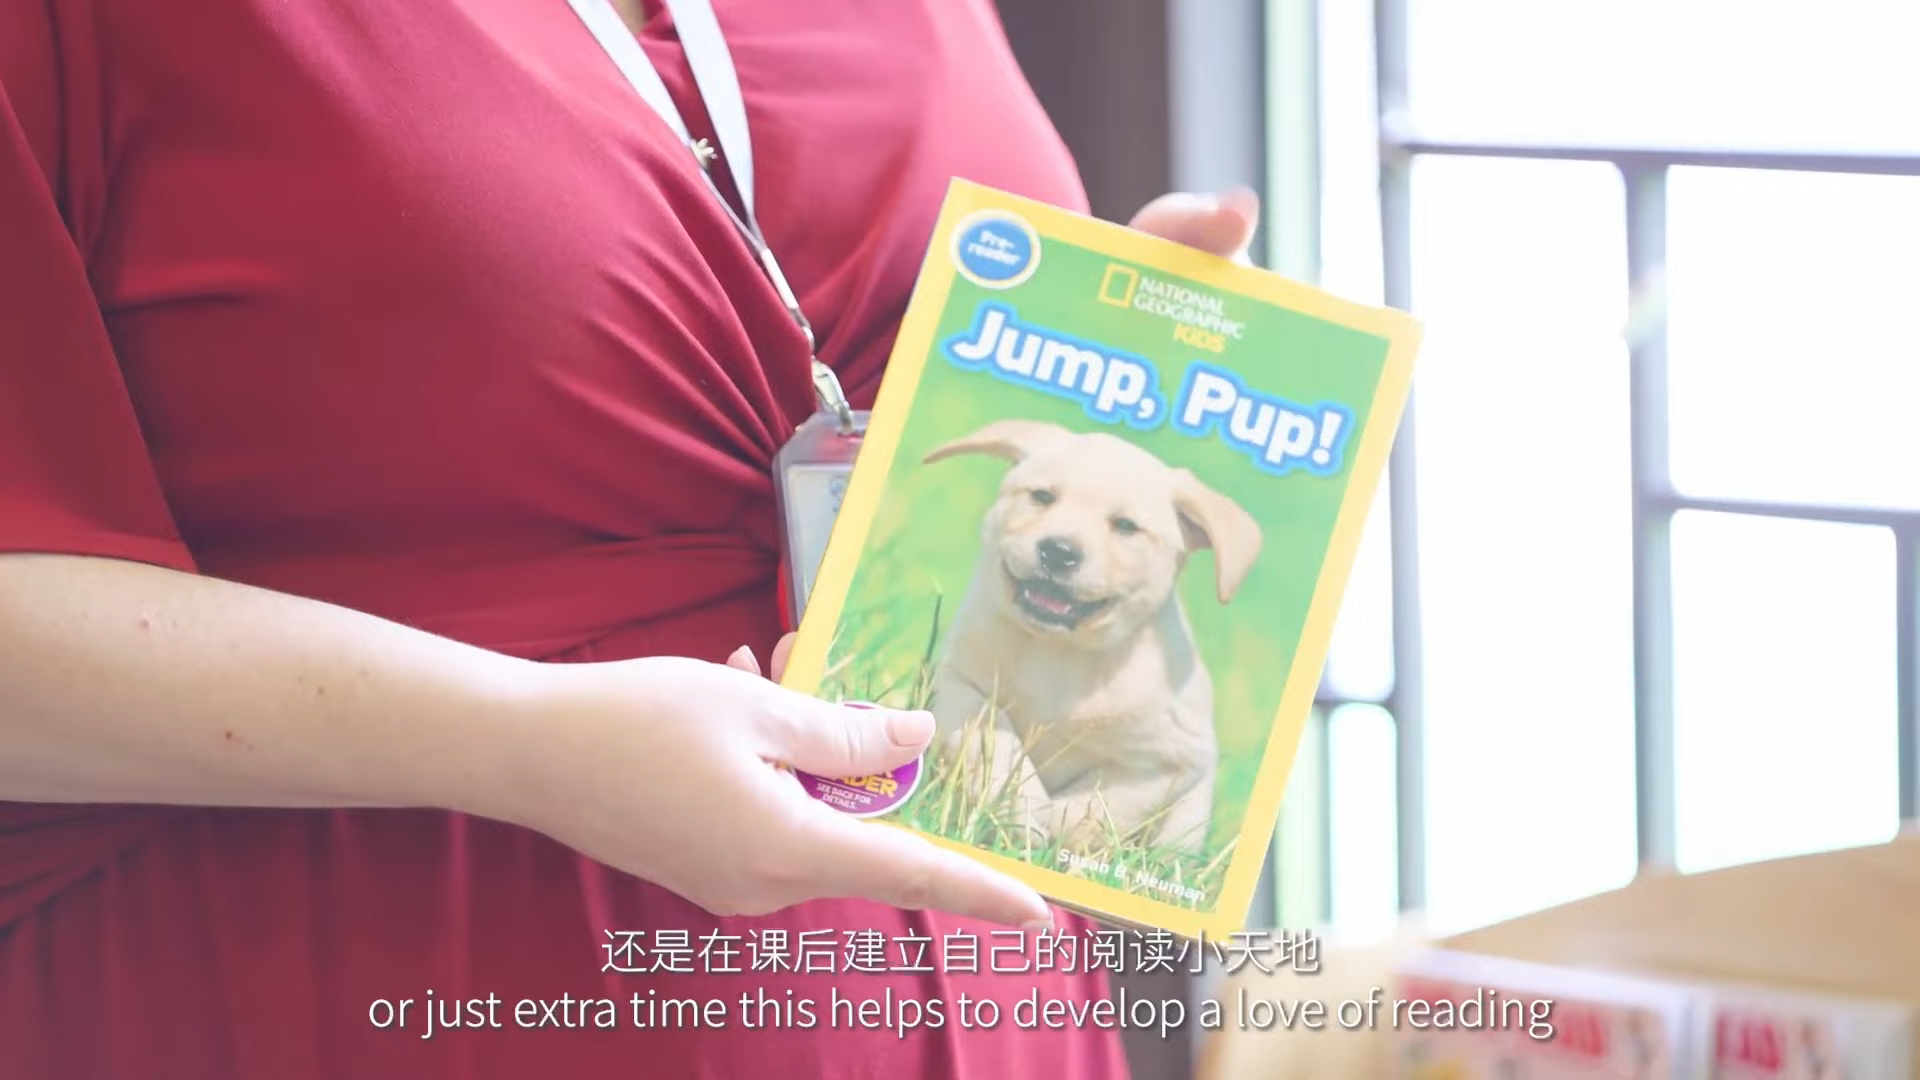 Pre-
reader
NATIONAL
GEOGRAPHIC
KiDS
Jump, Pup!
SEE BACK FOR
DETAILS.
Susan B. Neuman
还是在课后建立自己的阅读小天地
or just extra time this helps to develop a love of reading